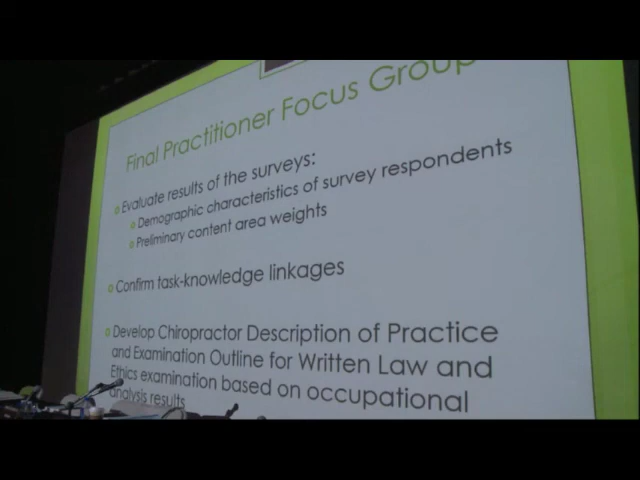 Final Practitioner Focus Group
Evaluate results of the surveys:
Demographic characteristics of survey respondents
Preliminary content area weights
Confirm task-knowledge linkages
Develop Chiropractor Description of Practice
and Examination Outline for Written Law and
Ethics examination based on occupational
analysis results